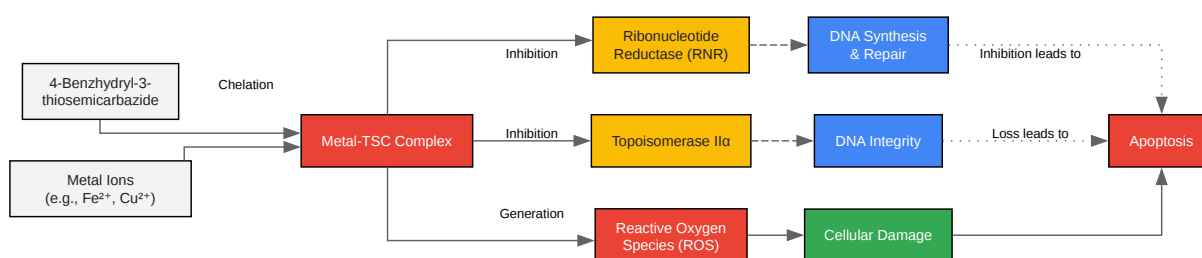 4-Benzhydryl-3-
thiosemicarbazide
Metal Ions
(e.g., Fe²⁺, Cu²⁺)
Chelation
Metal-TSC Complex
Inhibition
Ribonucleotide
Reductase (RNR)
DNA Synthesis
& Repair
Inhibition leads to
Inhibition
Topoisomerase IIα
DNA Integrity
Loss leads to
Apoptosis
Generation
Reactive Oxygen
Species (ROS)
Cellular Damage